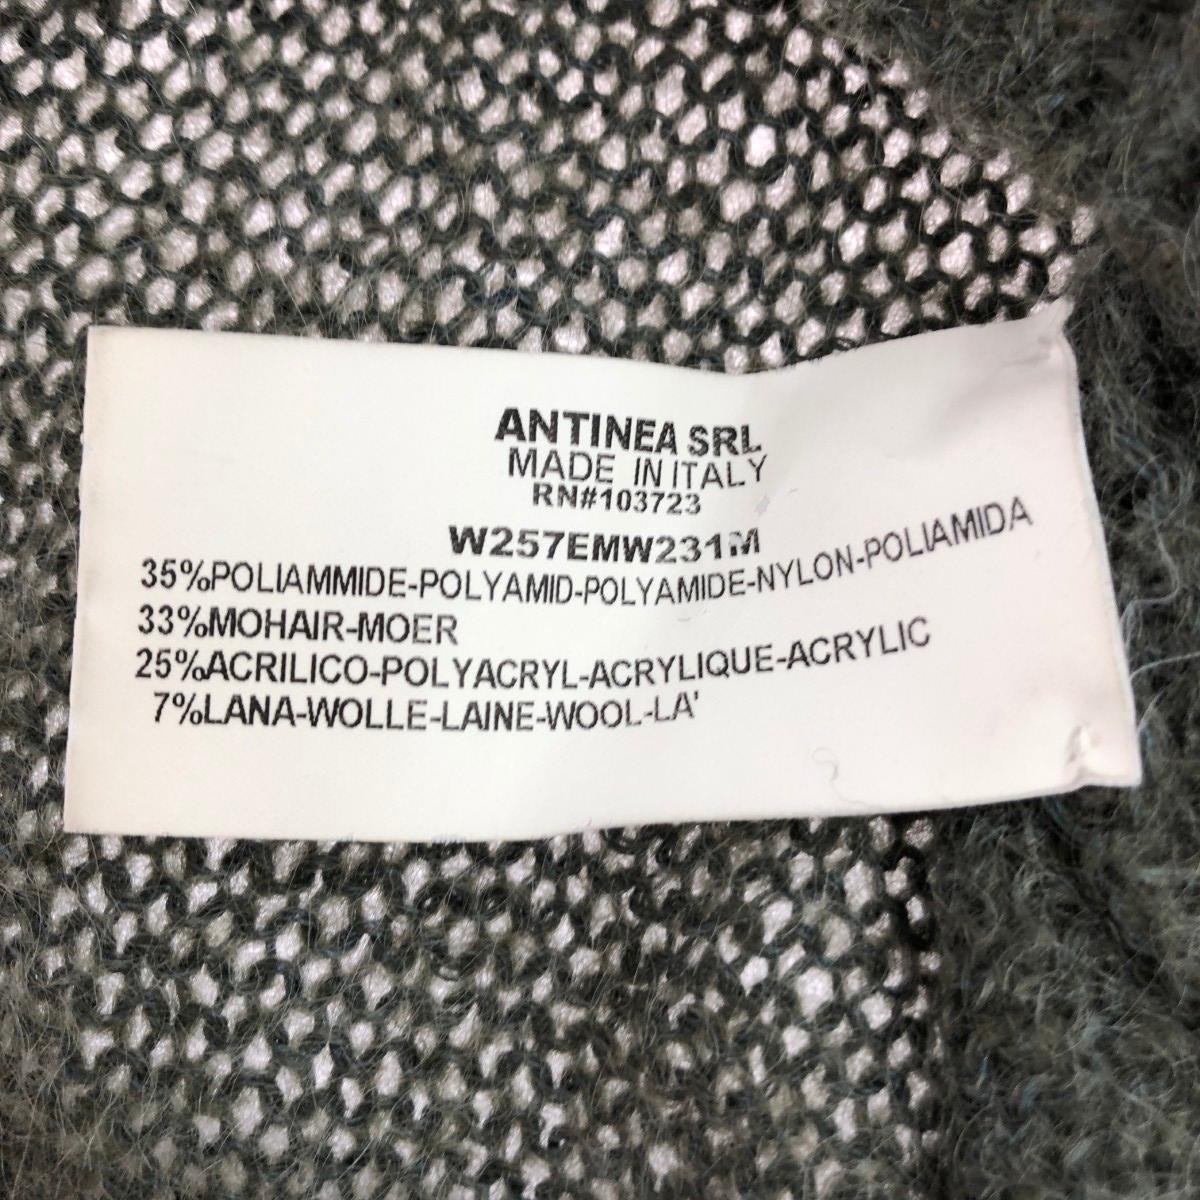 ANTINEA SRL
MADE IN ITALY
RN#103723
W257EMW231M
35%POLIAMMIDE-POLYAMID-POLYAMIDE-NYLON-POLIAMIDA
33%MOHAIR-MOER
25%ACRILICO-POLYACRYL-ACRYLIQUE-ACRYLIC
7%LANA-WOLLE-LAINE-WOOL-LA'